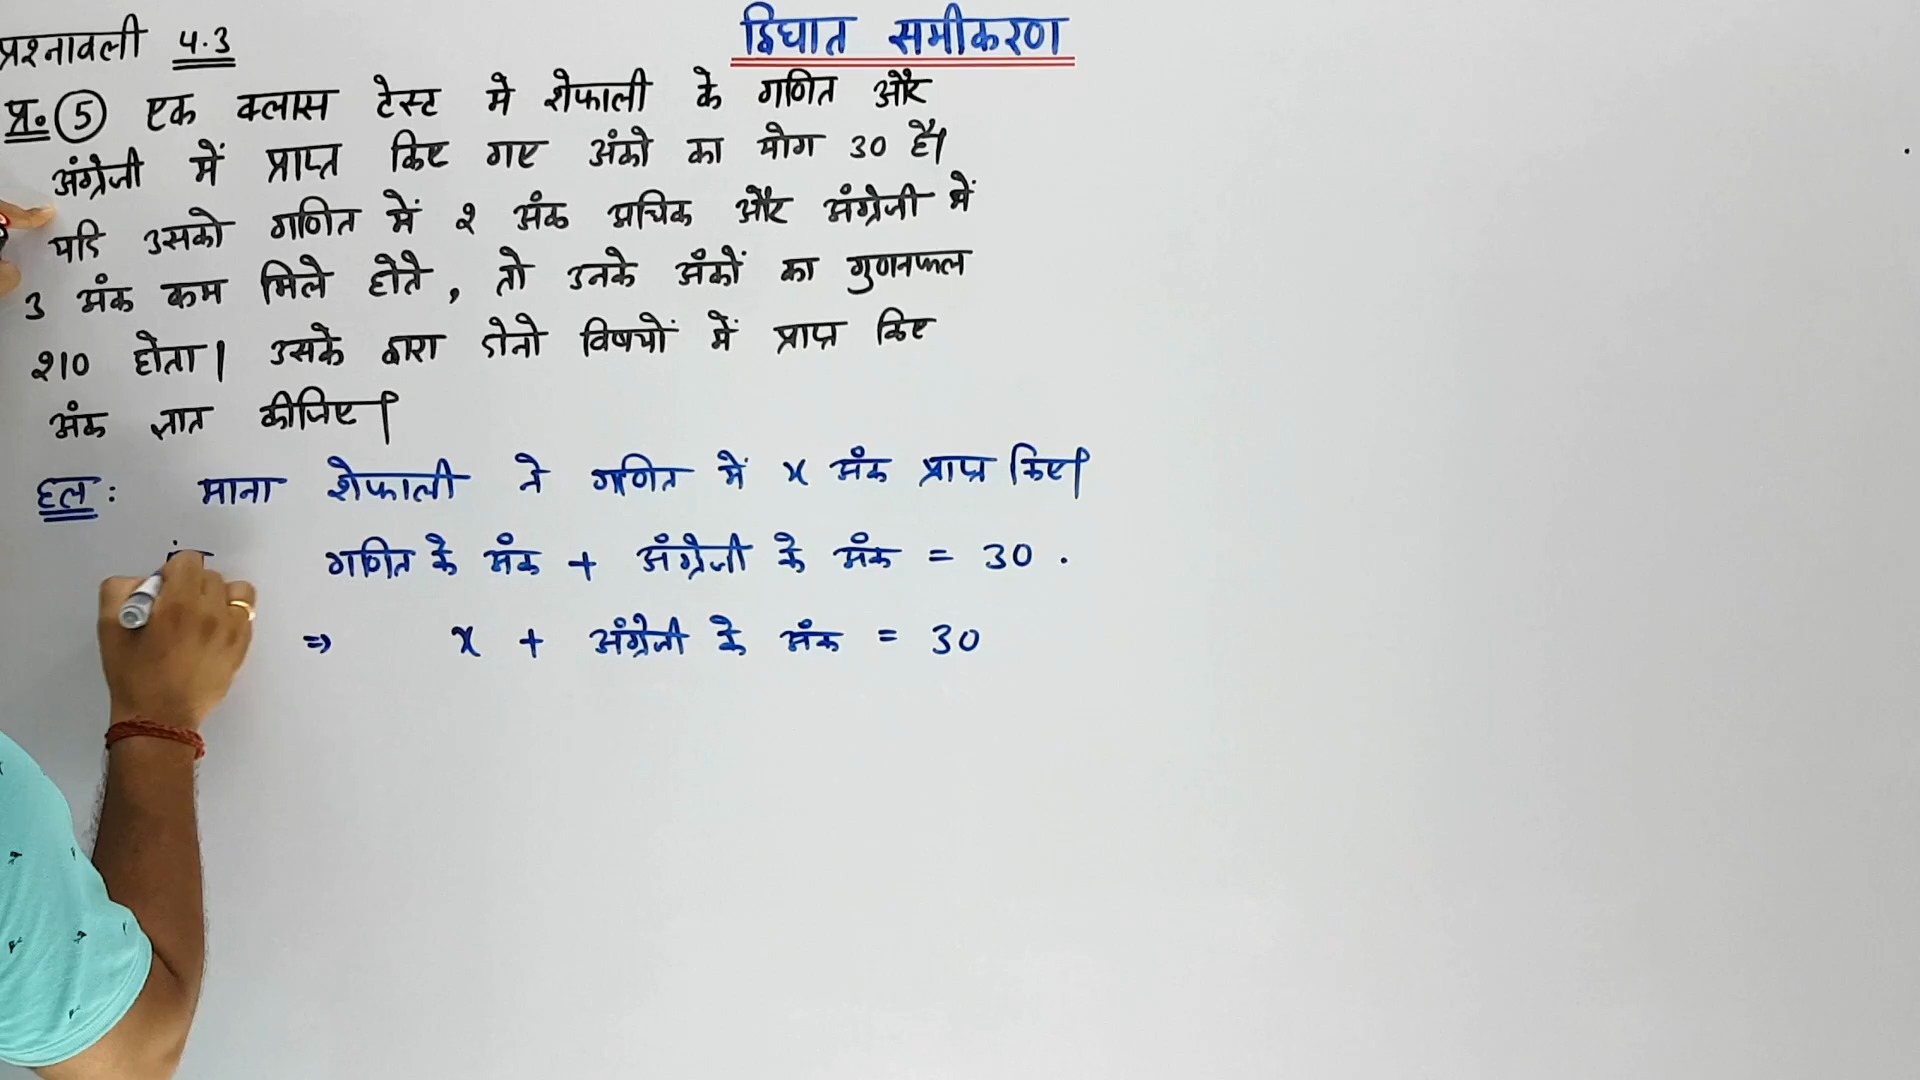 प्रश्नावली 4.3
द्विघात समीकरण
प्र. 5 एक क्लास टेस्ट मे शेफाली के गणित और
अंग्रेजी में प्राप्त किए गए अंको का योग 30 है।
यदि उसको गणित में 2 अंक अधिक और अंग्रेजी में
3 अंक कम मिले होते, तो उनके अंकों का गुणनफल
210 होता। उसके द्वारा दोनो विषयों में प्राप्त किए
अंक ज्ञात कीजिए।
हल: माना शेफाली ने गणित में x अंक प्राप्त किए।
गणित के अंक + अंग्रेजी के अंक = 30 .
⇒ x + अंग्रेजी के अंक = 30